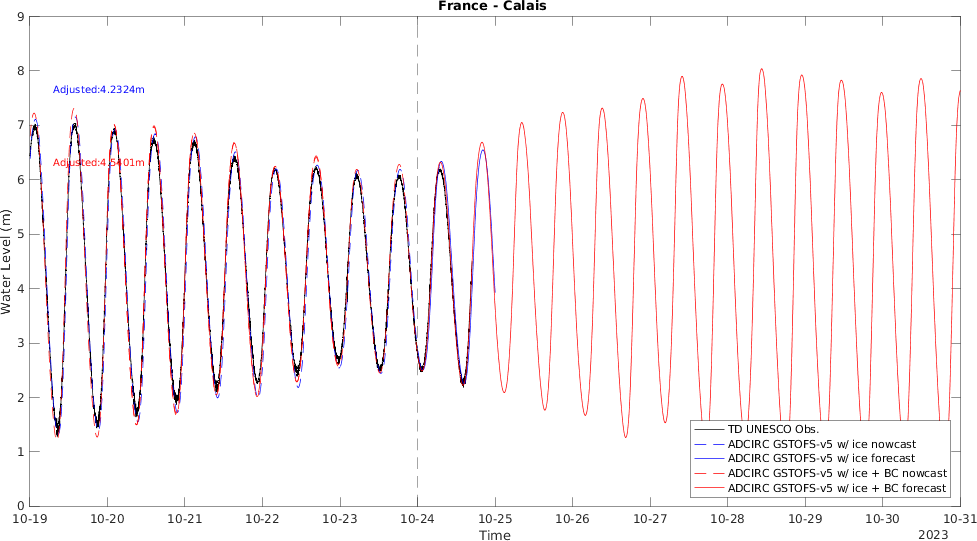 France - Calais
9
8
7
6
5
4
3
2
1
0
Water Level (m)
Adjusted:4.2324m
Adjusted:4.5401m
TD UNESCO Obs.
ADCIRC GSTOFS-v5 w/ ice nowcast
ADCIRC GSTOFS-v5 w/ ice forecast
ADCIRC GSTOFS-v5 w/ ice + BC nowcast
ADCIRC GSTOFS-v5 w/ ice + BC forecast
10-19 10-20 10-21 10-22 10-23 10-24 10-25 10-26 10-27 10-28 10-29 10-30 10-31
Time
2023